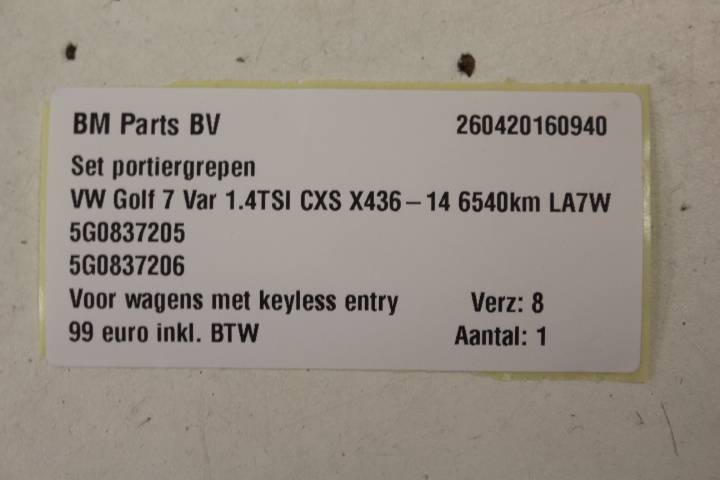 BM Parts BV 260420160940
Set portiergrepen
VW Golf 7 Var 1.4TSI CXS X436-14 6540km LA7W
5G0837205
5G0837206
Voor wagens met keyless entry Verz: 8
99 euro inkl. BTW Aantal: 1